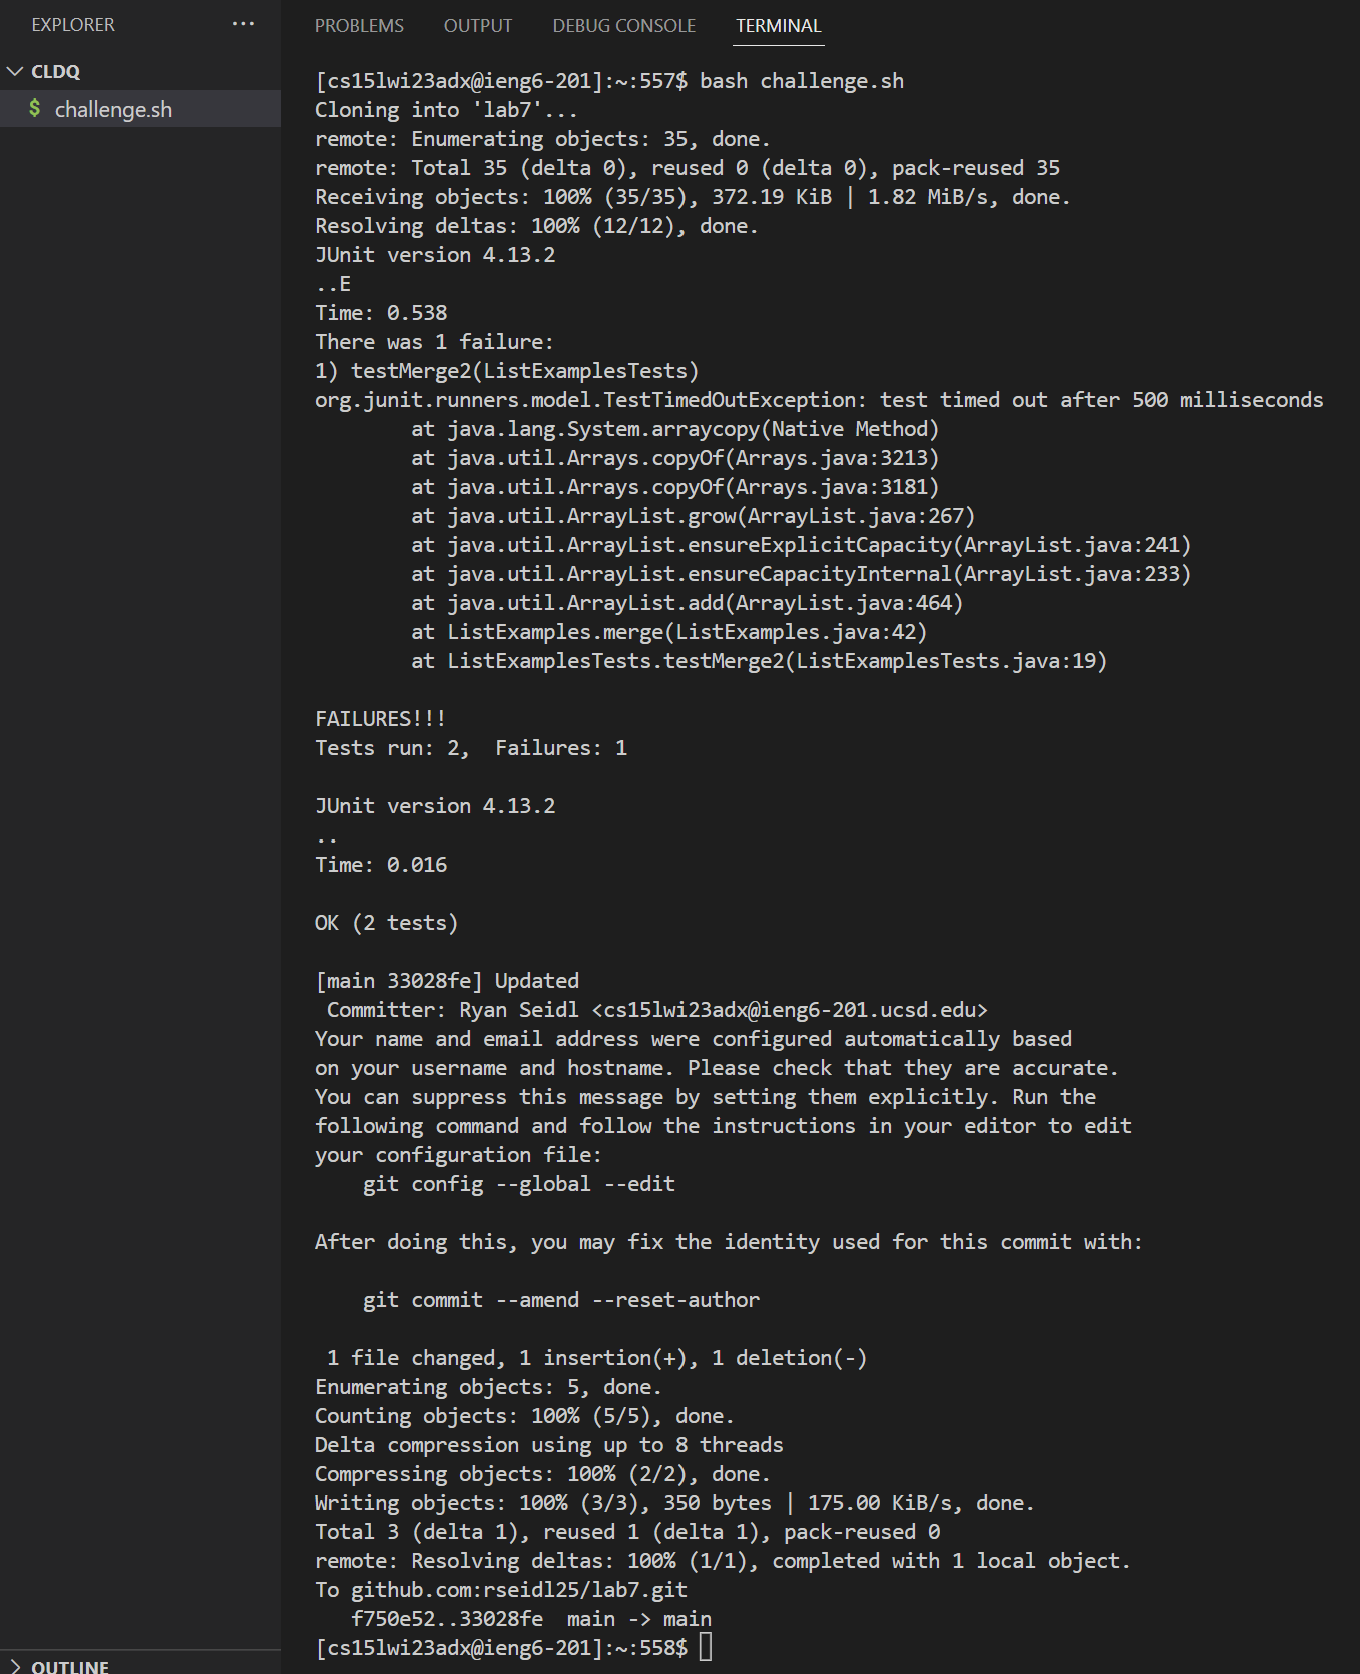 EXPLORER ...
CLDQ
$ challenge.sh
OUTLINE
PROBLEMS OUTPUT DEBUG CONSOLE TERMINAL
[cs15lwi23adx@ieng6-201]:~:557$ bash challenge.sh
Cloning into 'lab7'...
remote: Enumerating objects: 35, done.
remote: Total 35 (delta 0), reused 0 (delta 0), pack-reused 35
Receiving objects: 100% (35/35), 372.19 KiB | 1.82 MiB/s, done.
Resolving deltas: 100% (12/12), done.
JUnit version 4.13.2
..E
Time: 0.538
There was 1 failure:
1) testMerge2(ListExamplesTests)
org.junit.runners.model.TestTimedOutException: test timed out after 500 milliseconds
        at java.lang.System.arraycopy(Native Method)
        at java.util.Arrays.copyOf(Arrays.java:3213)
        at java.util.Arrays.copyOf(Arrays.java:3181)
        at java.util.ArrayList.grow(ArrayList.java:267)
        at java.util.ArrayList.ensureExplicitCapacity(ArrayList.java:241)
        at java.util.ArrayList.ensureCapacityInternal(ArrayList.java:233)
        at java.util.ArrayList.add(ArrayList.java:464)
        at ListExamples.merge(ListExamples.java:42)
        at ListExamplesTests.testMerge2(ListExamplesTests.java:19)
FAILURES!!!
Tests run: 2,  Failures: 1
JUnit version 4.13.2
..
Time: 0.016
OK (2 tests)
[main 33028fe] Updated
 Committer: Ryan Seidl <cs15lwi23adx@ieng6-201.ucsd.edu>
Your name and email address were configured automatically based
on your username and hostname. Please check that they are accurate.
You can suppress this message by setting them explicitly. Run the
following command and follow the instructions in your editor to edit
your configuration file:
    git config --global --edit
After doing this, you may fix the identity used for this commit with:
    git commit --amend --reset-author
 1 file changed, 1 insertion(+), 1 deletion(-)
Enumerating objects: 5, done.
Counting objects: 100% (5/5), done.
Delta compression using up to 8 threads
Compressing objects: 100% (2/2), done.
Writing objects: 100% (3/3), 350 bytes | 175.00 KiB/s, done.
Total 3 (delta 1), reused 1 (delta 1), pack-reused 0
remote: Resolving deltas: 100% (1/1), completed with 1 local object.
To github.com:rseidl25/lab7.git
   f750e52..33028fe  main -> main
[cs15lwi23adx@ieng6-201]:~:558$